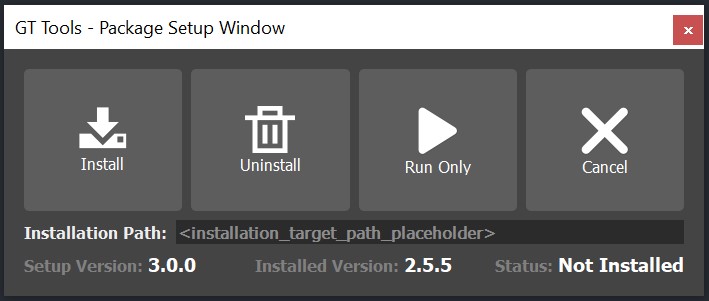 GT Tools - Package Setup Window
x
Install Uninstall Run Only Cancel
Installation Path: <installation_target_path_placeholder>
Setup Version: 3.0.0 Installed Version: 2.5.5 Status: Not Installed